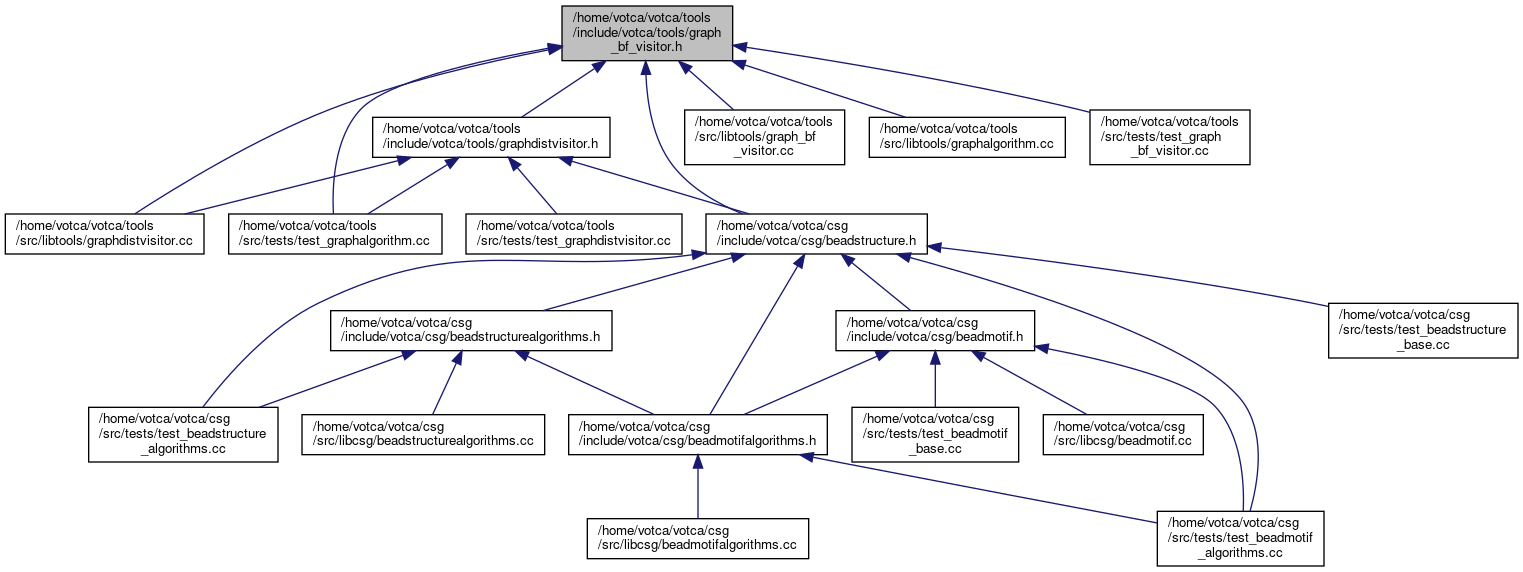 /home/votca/votca/tools
/include/votca/tools/graph
_bf_visitor.h
/home/votca/votca/tools
/include/votca/tools/graphdistvisitor.h
/home/votca/votca/tools
/src/libtools/graph_bf
_visitor.cc
/home/votca/votca/tools
/src/libtools/graphalgorithm.cc
/home/votca/votca/tools
/src/tests/test_graph
_bf_visitor.cc
/home/votca/votca/tools
/src/libtools/graphdistvisitor.cc
/home/votca/votca/tools
/src/tests/test_graphalgorithm.cc
/home/votca/votca/tools
/src/tests/test_graphdistvisitor.cc
/home/votca/votca/csg
/include/votca/csg/beadstructure.h
/home/votca/votca/csg
/include/votca/csg/beadstructurealgorithms.h
/home/votca/votca/csg
/include/votca/csg/beadmotif.h
/home/votca/votca/csg
/src/tests/test_beadstructure
_base.cc
/home/votca/votca/csg
/src/tests/test_beadstructure
_algorithms.cc
/home/votca/votca/csg
/src/libcsg/beadstructurealgorithms.cc
/home/votca/votca/csg
/include/votca/csg/beadmotifalgorithms.h
/home/votca/votca/csg
/src/tests/test_beadmotif
_base.cc
/home/votca/votca/csg
/src/libcsg/beadmotif.cc
/home/votca/votca/csg
/src/libcsg/beadmotifalgorithms.cc
/home/votca/votca/csg
/src/tests/test_beadmotif
_algorithms.cc